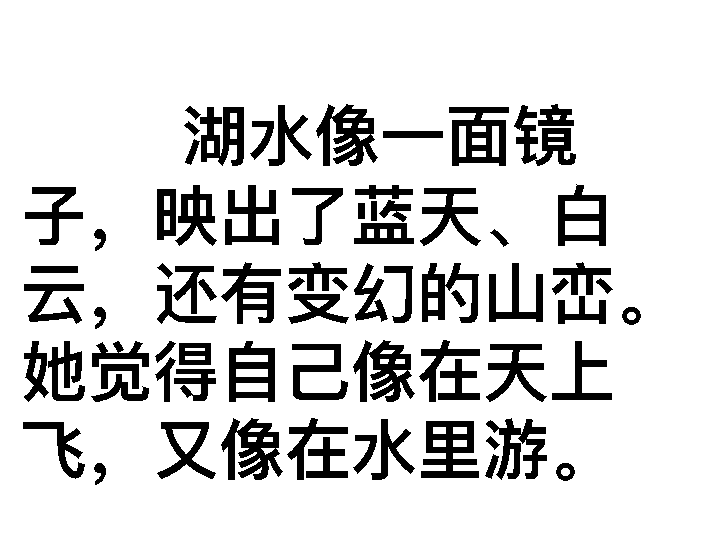 湖水像一面镜
子，映出了蓝天、白
云，还有变幻的山峦。
她觉得自己像在天上
飞，又像在水里游。